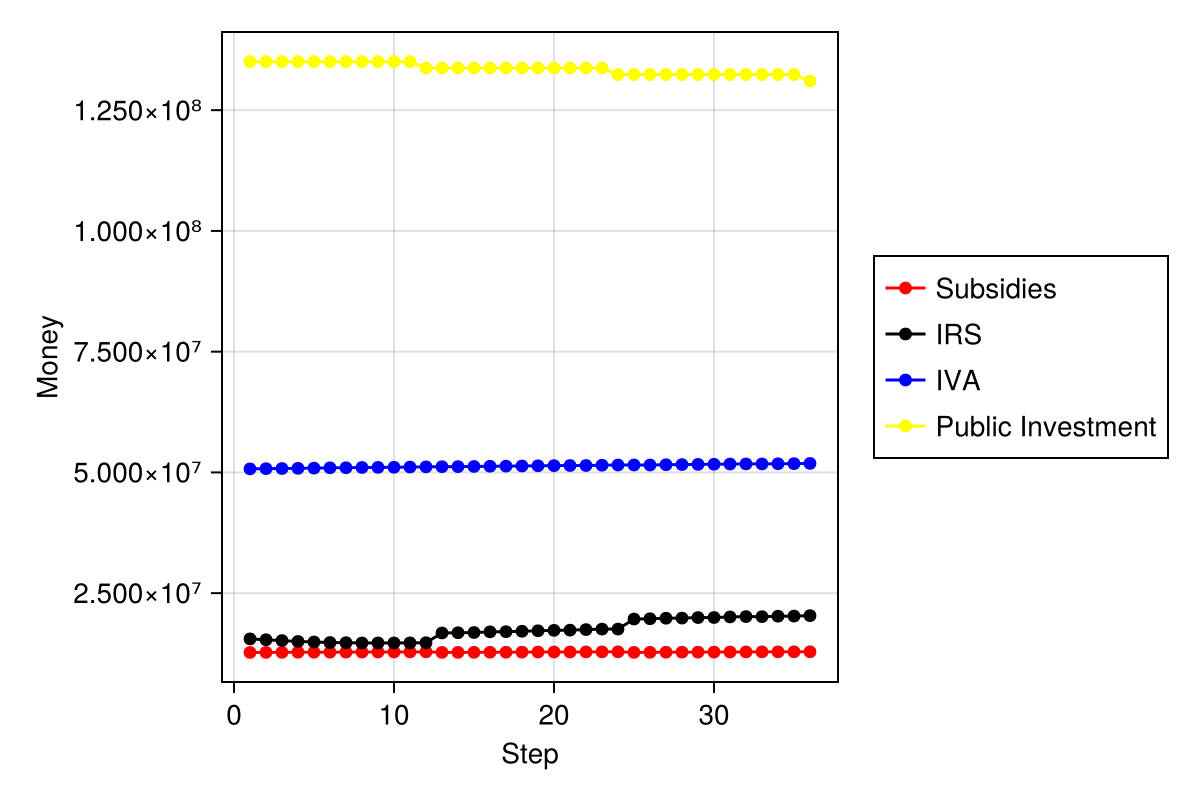 1.250×10⁸
1.000×10⁸
7.500×10⁷
5.000×10⁷
2.500×10⁷
Money
0 10 20 30
Step
Subsidies
IRS
IVA
Public Investment